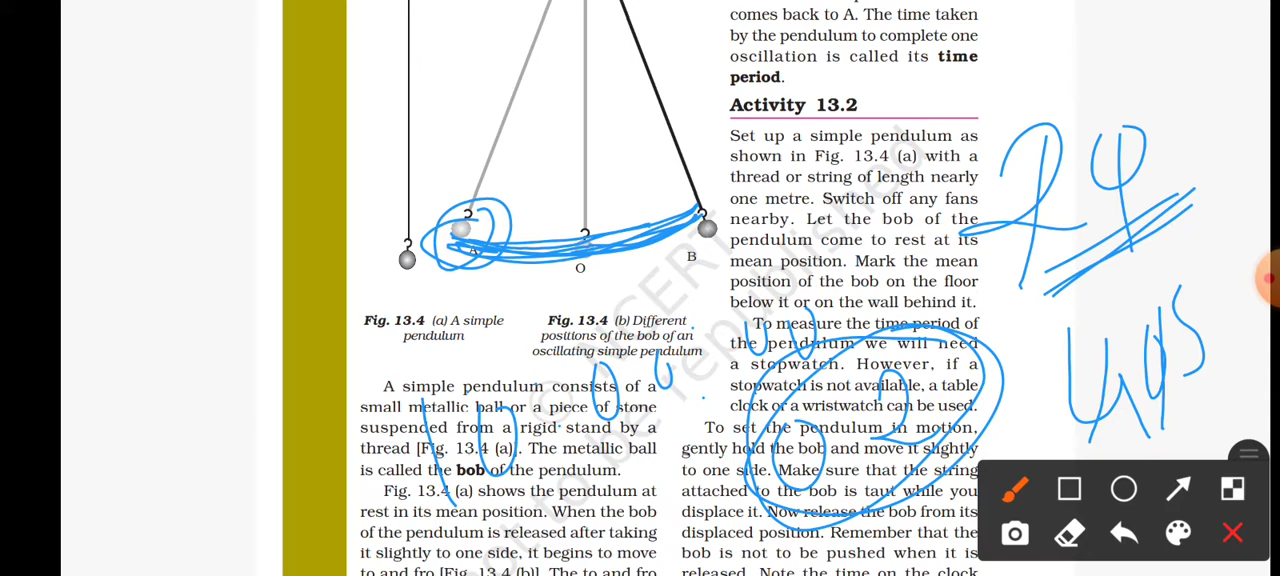 A
O
B
Fig. 13.4 (a) A simple
pendulum
Fig. 13.4 (b) Different
positions of the bob of an
oscillating simple pendulum
A simple pendulum consists of a
small metallic ball or a piece of stone
suspended from a rigid stand by a
thread [Fig. 13.4 (a)]. The metallic ball
is called the bob of the pendulum.
Fig. 13.4 (a) shows the pendulum at
rest in its mean position. When the bob
of the pendulum is released after taking
it slightly to one side, it begins to move
to and fro [Fig. 13.4 (b)]. The to and fro
comes back to A. The time taken
by the pendulum to complete one
oscillation is called its time
period.
Activity 13.2
Set up a simple pendulum as
shown in Fig. 13.4 (a) with a
thread or string of length nearly
one metre. Switch off any fans
nearby. Let the bob of the
pendulum come to rest at its
mean position. Mark the mean
position of the bob on the floor
below it or on the wall behind it.
To measure the time period of
the pendulum we will need
a stopwatch. However, if a
stopwatch is not available, a table
clock or a wristwatch can be used.
To set the pendulum in motion,
gently hold the bob and move it slightly
to one side. Make sure that the string
attached to the bob is taut while you
displace it. Now release the bob from its
displaced position. Remember that the
bob is not to be pushed when it is
released. Note the time on the clock
© NCERT
not to be republished
10
02